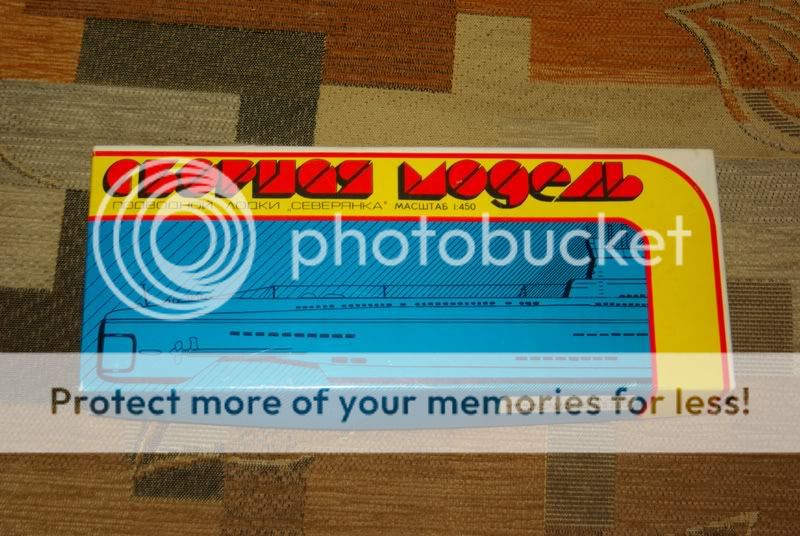 сборная модель
ПОДВОДНОЙ ЛОДКИ „СЕВЕРЯНКА" МАСШТАБ 1:450
photobucket
Protect more of your memories for less!